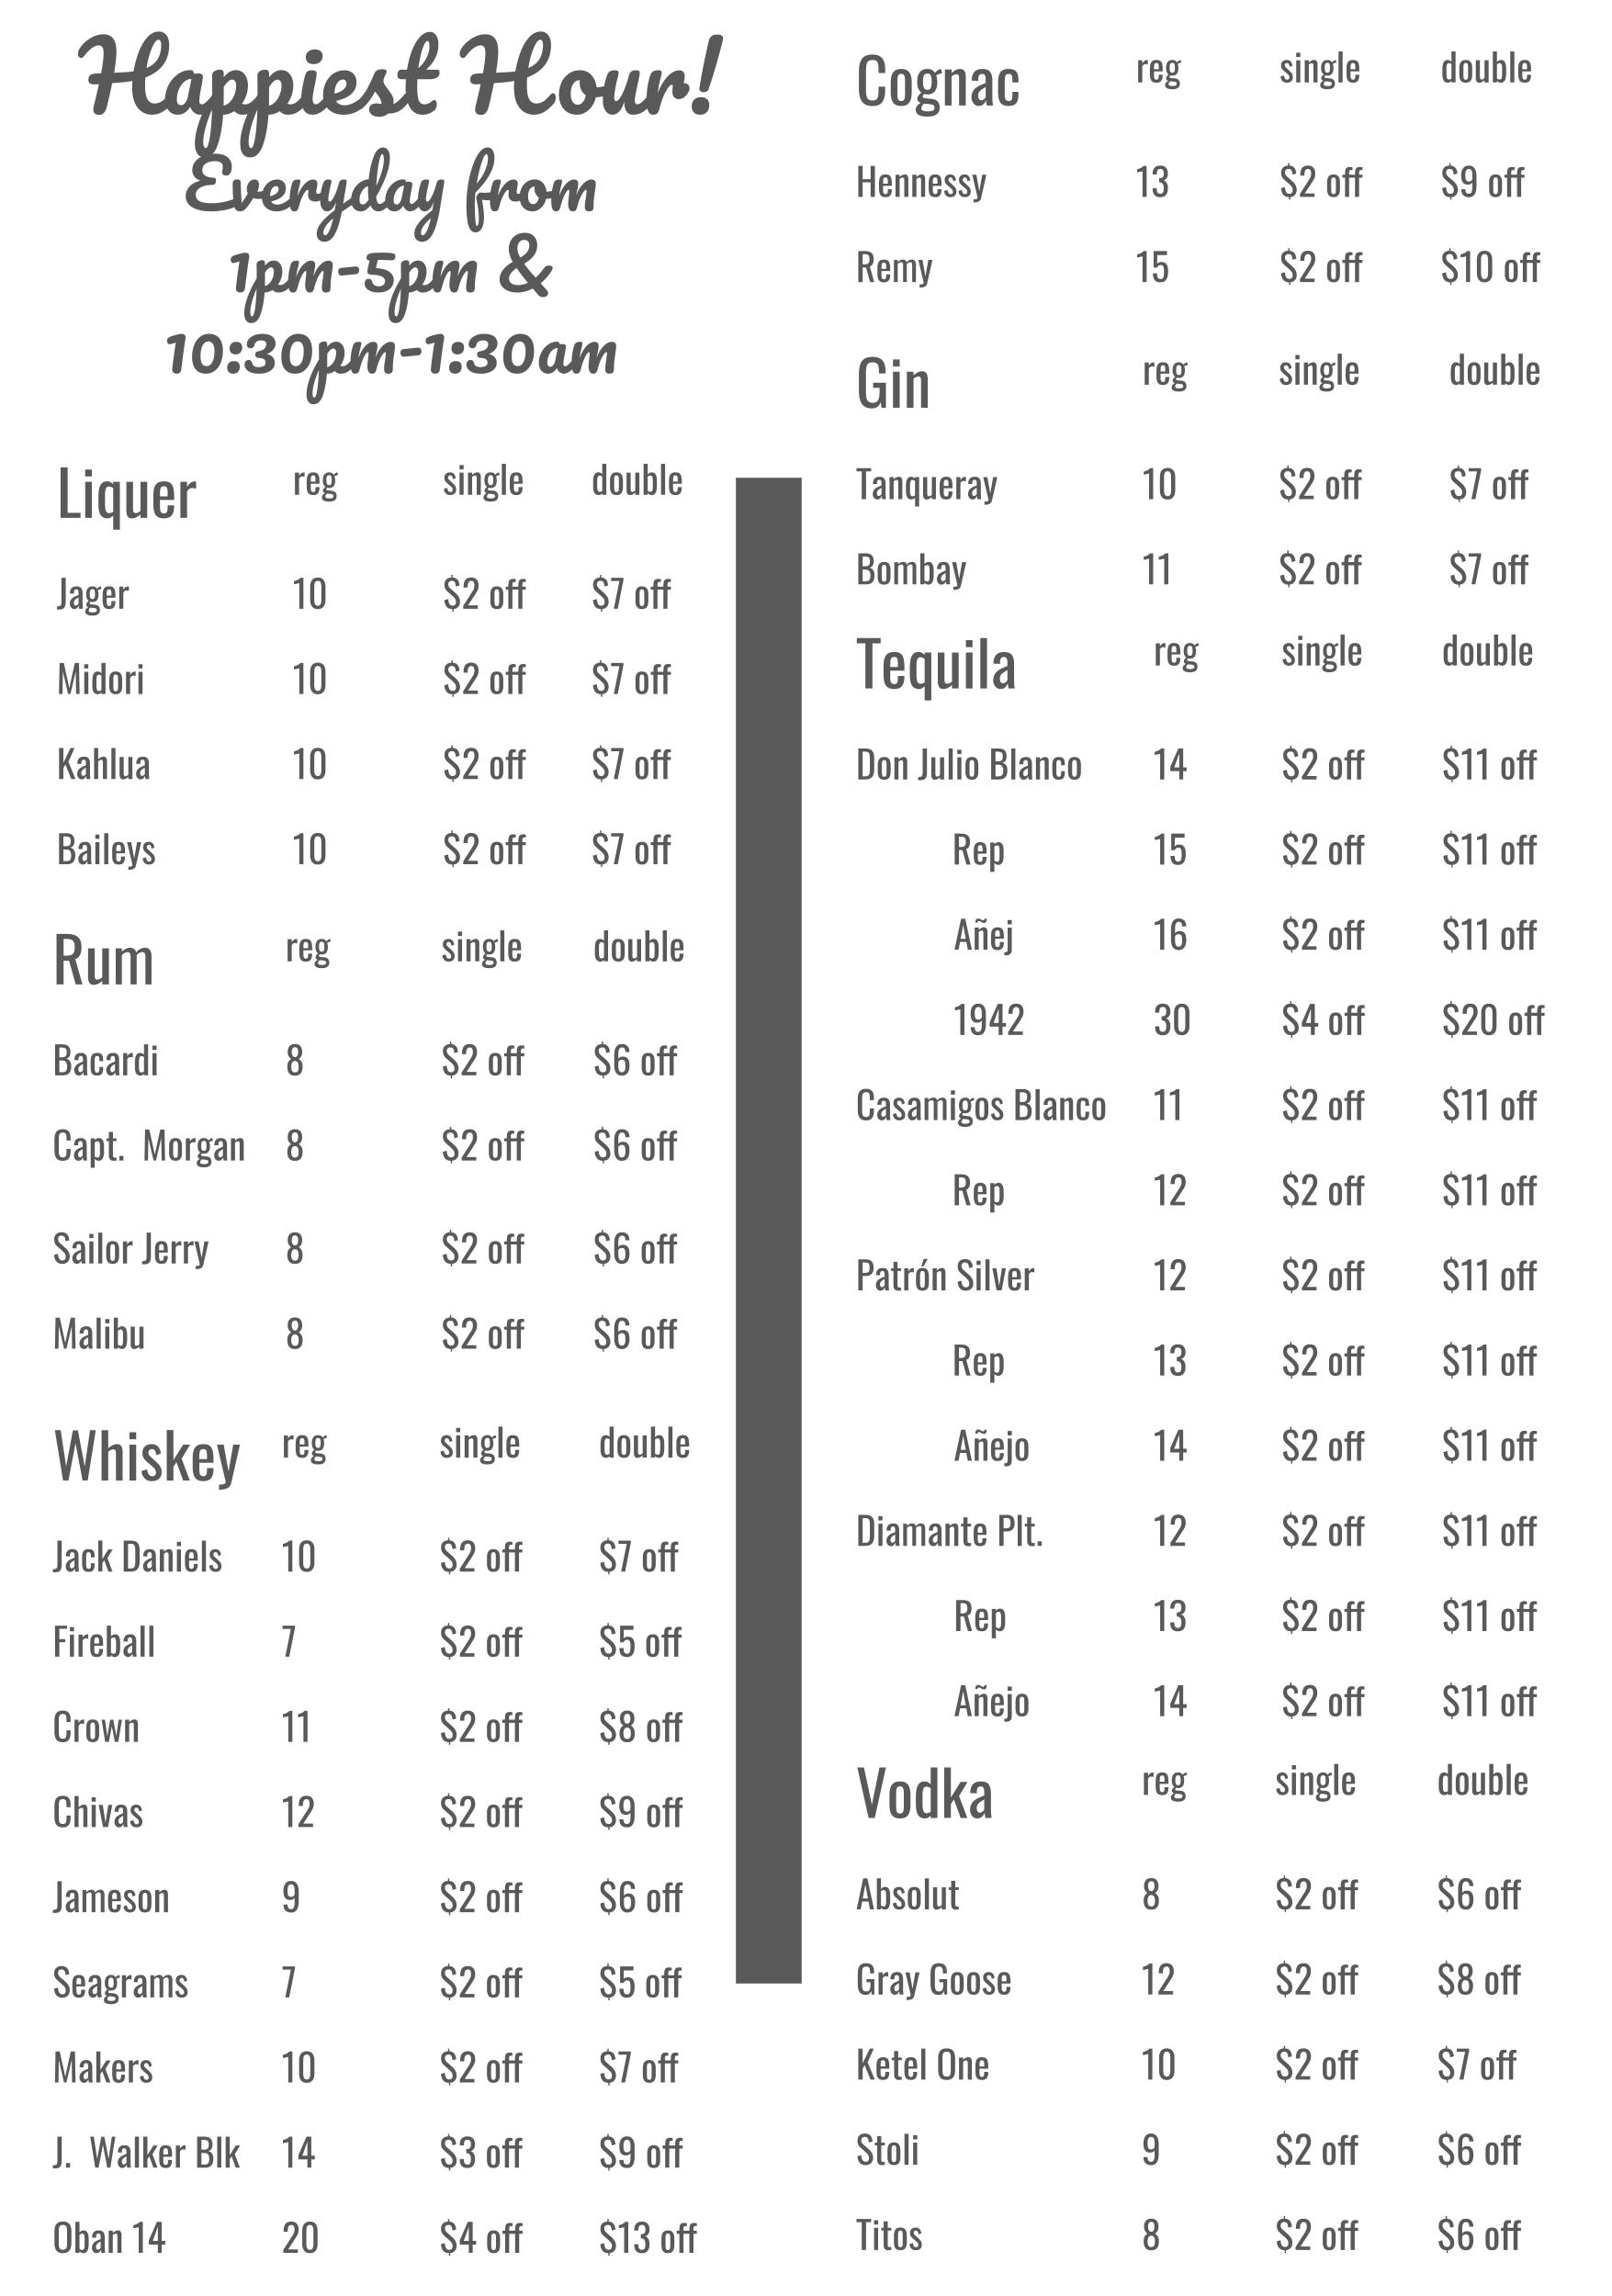 Happiest Hour!
Everyday from
1pm-5pm &
10:30pm-1:30am
Liquer reg single double
Jager 10 $2 off $7 off
Midori 10 $2 off $7 off
Kahlua 10 $2 off $7 off
Baileys 10 $2 off $7 off
Rum reg single double
Bacardi 8 $2 off $6 off
Capt. Morgan 8 $2 off $6 off
Sailor Jerry 8 $2 off $6 off
Malibu 8 $2 off $6 off
Whiskey reg single double
Jack Daniels 10 $2 off $7 off
Fireball 7 $2 off $5 off
Crown 11 $2 off $8 off
Chivas 12 $2 off $9 off
Jameson 9 $2 off $6 off
Seagrams 7 $2 off $5 off
Makers 10 $2 off $7 off
J. Walker Blk 14 $3 off $9 off
Oban 14 20 $4 off $13 off
Cognac reg single double
Hennessy 13 $2 off $9 off
Remy 15 $2 off $10 off
Gin reg single double
Tanqueray 10 $2 off $7 off
Bombay 11 $2 off $7 off
Tequila reg single double
Don Julio Blanco 14 $2 off $11 off
Rep 15 $2 off $11 off
Añej 16 $2 off $11 off
1942 30 $4 off $20 off
Casamigos Blanco 11 $2 off $11 off
Rep 12 $2 off $11 off
Patrón Silver 12 $2 off $11 off
Rep 13 $2 off $11 off
Añejo 14 $2 off $11 off
Diamante Plt. 12 $2 off $11 off
Rep 13 $2 off $11 off
Añejo 14 $2 off $11 off
Vodka reg single double
Absolut 8 $2 off $6 off
Gray Goose 12 $2 off $8 off
Ketel One 10 $2 off $7 off
Stoli 9 $2 off $6 off
Titos 8 $2 off $6 off